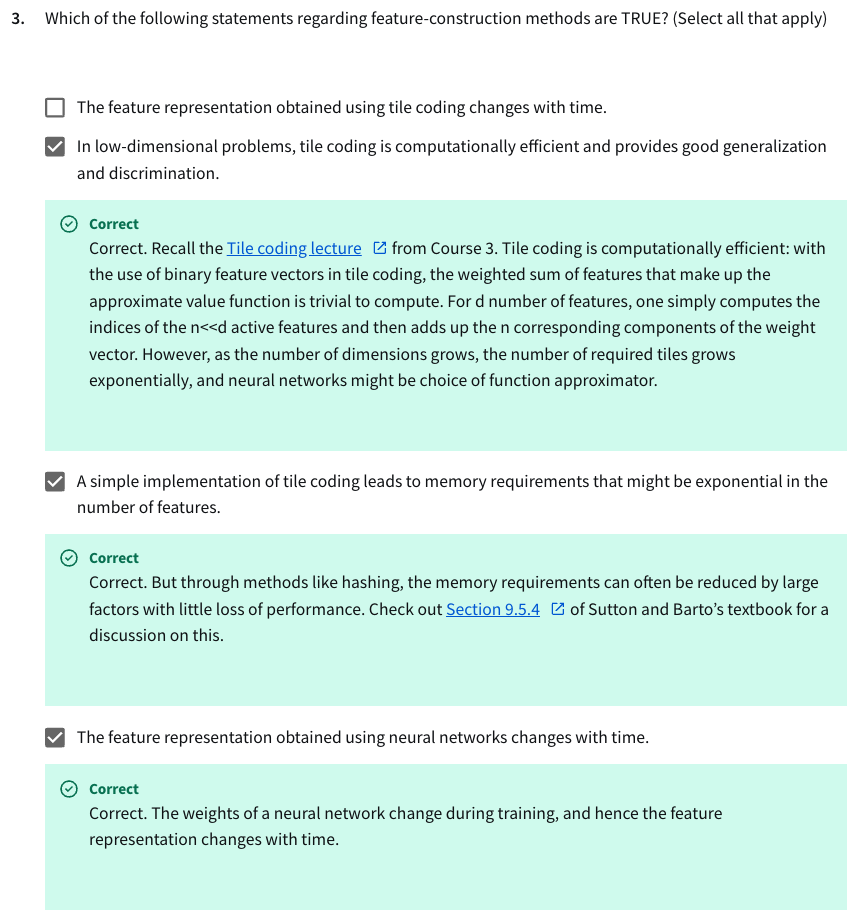 3. Which of the following statements regarding feature-construction methods are TRUE? (Select all that apply)
The feature representation obtained using tile coding changes with time.
In low-dimensional problems, tile coding is computationally efficient and provides good generalization
and discrimination.
Correct
Correct. Recall the Tile coding lecture from Course 3. Tile coding is computationally efficient: with
the use of binary feature vectors in tile coding, the weighted sum of features that make up the
approximate value function is trivial to compute. For d number of features, one simply computes the
indices of the n<<d active features and then adds up the n corresponding components of the weight
vector. However, as the number of dimensions grows, the number of required tiles grows
exponentially, and neural networks might be choice of function approximator.
A simple implementation of tile coding leads to memory requirements that might be exponential in the
number of features.
Correct
Correct. But through methods like hashing, the memory requirements can often be reduced by large
factors with little loss of performance. Check out Section 9.5.4 of Sutton and Barto’s textbook for a
discussion on this.
The feature representation obtained using neural networks changes with time.
Correct
Correct. The weights of a neural network change during training, and hence the feature
representation changes with time.